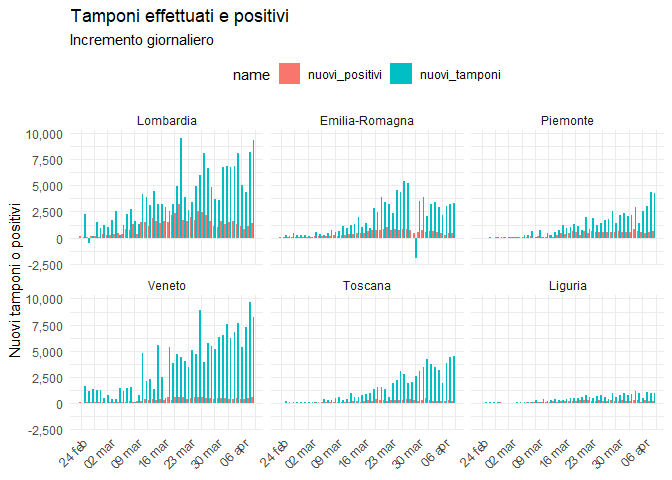 Tamponi effettuati e positivi
Incremento giornaliero
name nuovi_positivi nuovi_tamponi
Lombardia Emilia-Romagna Piemonte
10,000
7,500
5,000
2,500
0
-2,500
Nuovi tamponi o positivi
Veneto Toscana Liguria
10,000
7,500
5,000
2,500
0
-2,500
24 feb 02 mar 09 mar 16 mar 23 mar 30 mar 06 apr 24 feb 02 mar 09 mar 16 mar 23 mar 30 mar 06 apr 24 feb 02 mar 09 mar 16 mar 23 mar 30 mar 06 apr